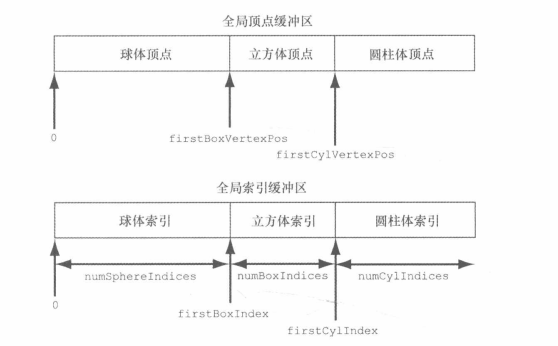 全局顶点缓冲区
球体顶点 立方体顶点 圆柱体顶点
0
firstBoxVertexPos
firstCylVertexPos
全局索引缓冲区
球体索引 立方体索引 圆柱体索引
numSphereIndices numBoxIndices numCylIndices
0
firstBoxIndex
firstCylIndex